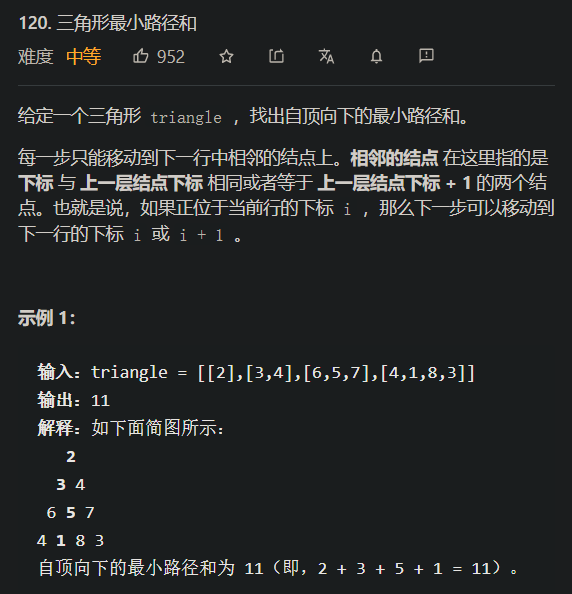 120. 三角形最小路径和
难度 中等 952
给定一个三角形 triangle ，找出自顶向下的最小路径和。
每一步只能移动到下一行中相邻的结点上。相邻的结点 在这里指的是
下标 与 上一层结点下标 相同或者等于 上一层结点下标 + 1 的两个结
点。也就是说，如果正位于当前行的下标 i ，那么下一步可以移动到
下一行的下标 i 或 i + 1 。
示例 1：
输入：triangle = [[2],[3,4],[6,5,7],[4,1,8,3]]
输出：11
解释：如下面简图所示：
2
3 4
6 5 7
4 1 8 3
自顶向下的最小路径和为 11（即，2 + 3 + 5 + 1 = 11）。